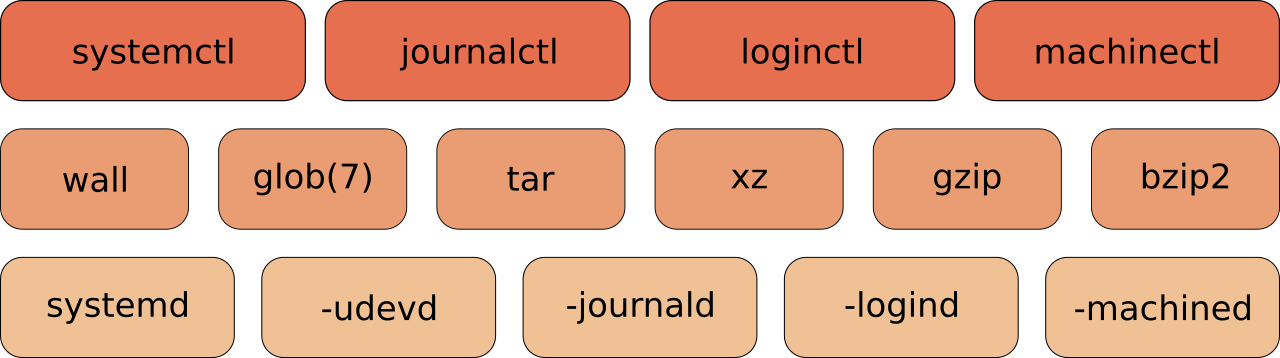 systemctl journalctl loginctl machinectl
wall glob(7) tar xz gzip bzip2
systemd -udevd -journald -logind -machined